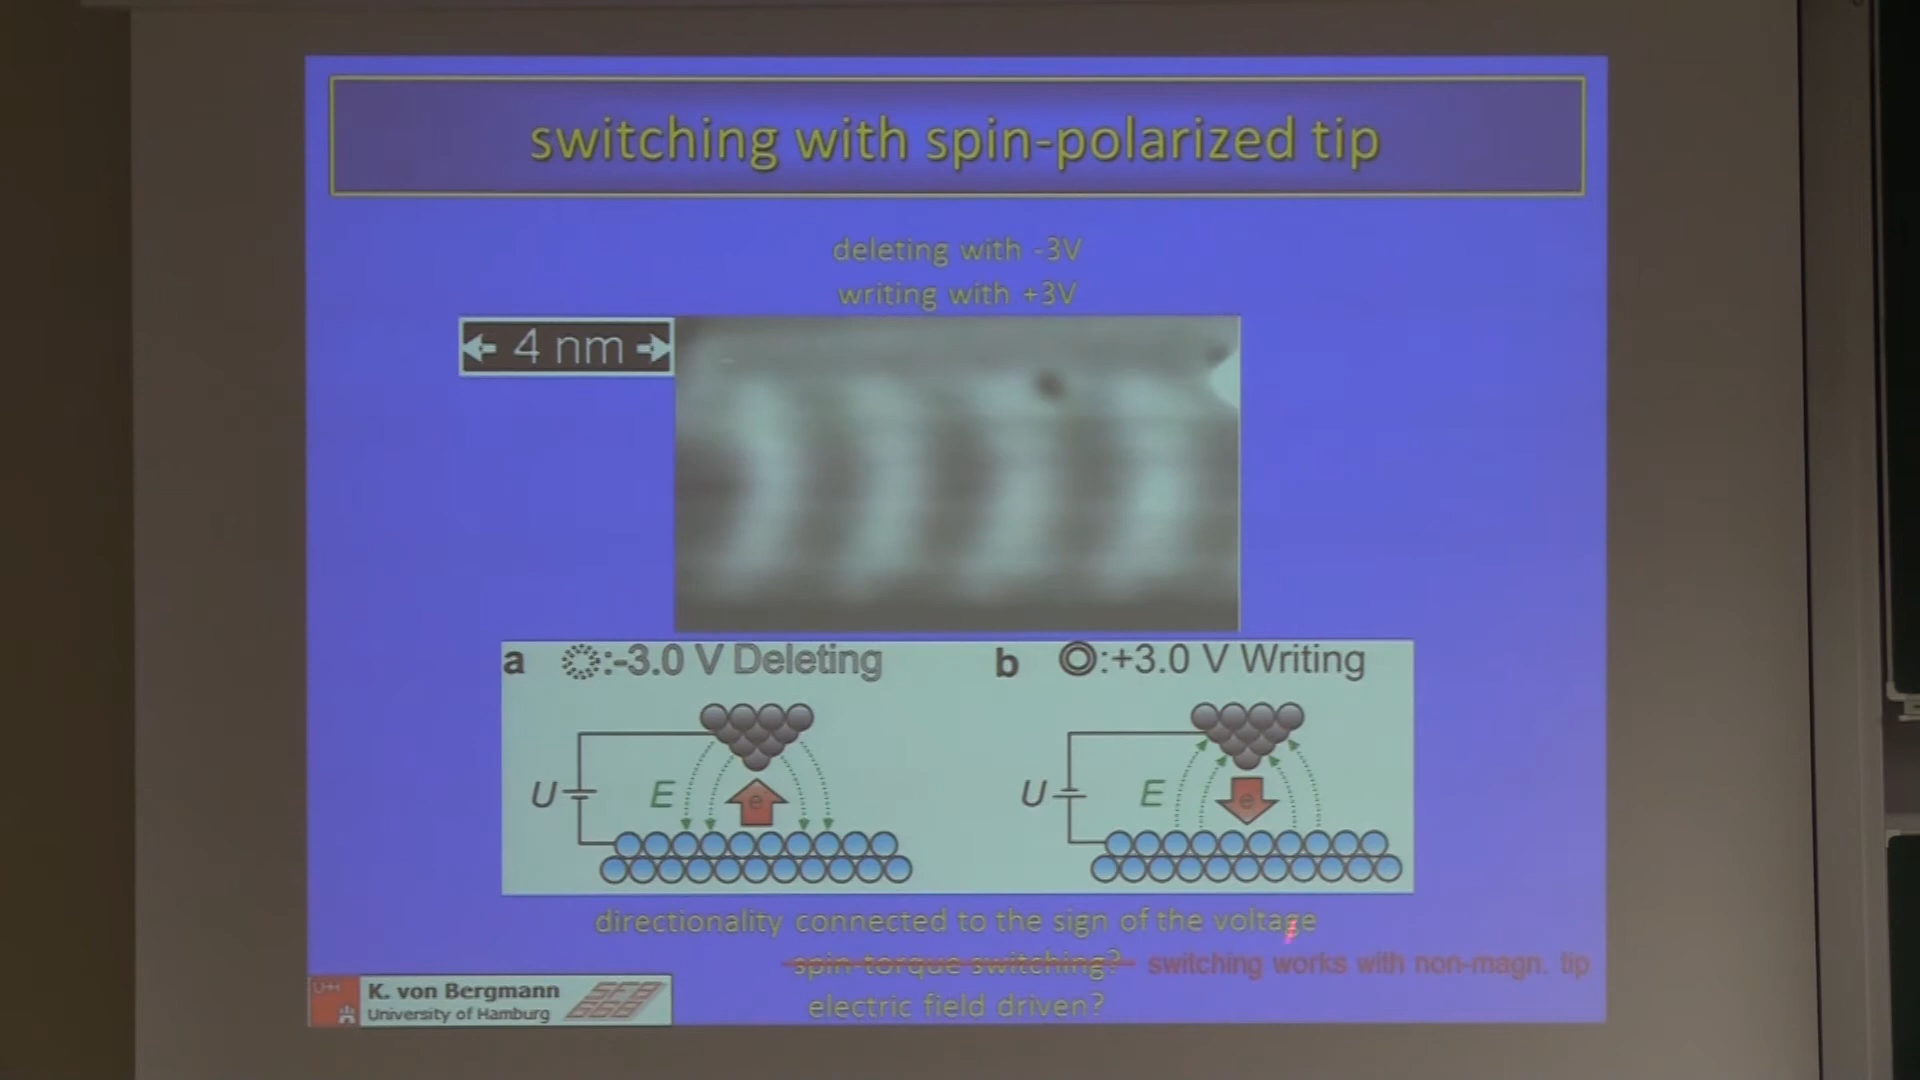 switching with spin-polarized tip
deleting with -3V
writing with +3V
4 nm
a :-3.0 V Deleting
b :+3.0 V Writing
U E e
U E e
directionality connected to the sign of the voltage
spin-torque switching? switching works with non-magn. tip
electric field driven?
K. von Bergmann
University of Hamburg
SFB
668